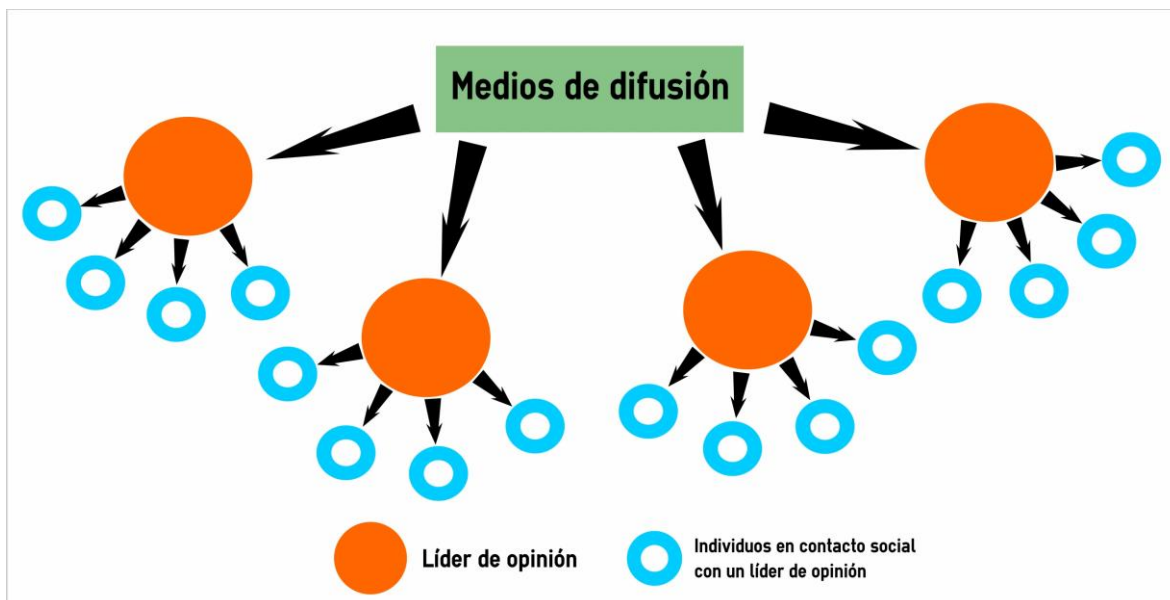 Medios de difusión
Líder de opinión
Individuos en contacto social
con un líder de opinión